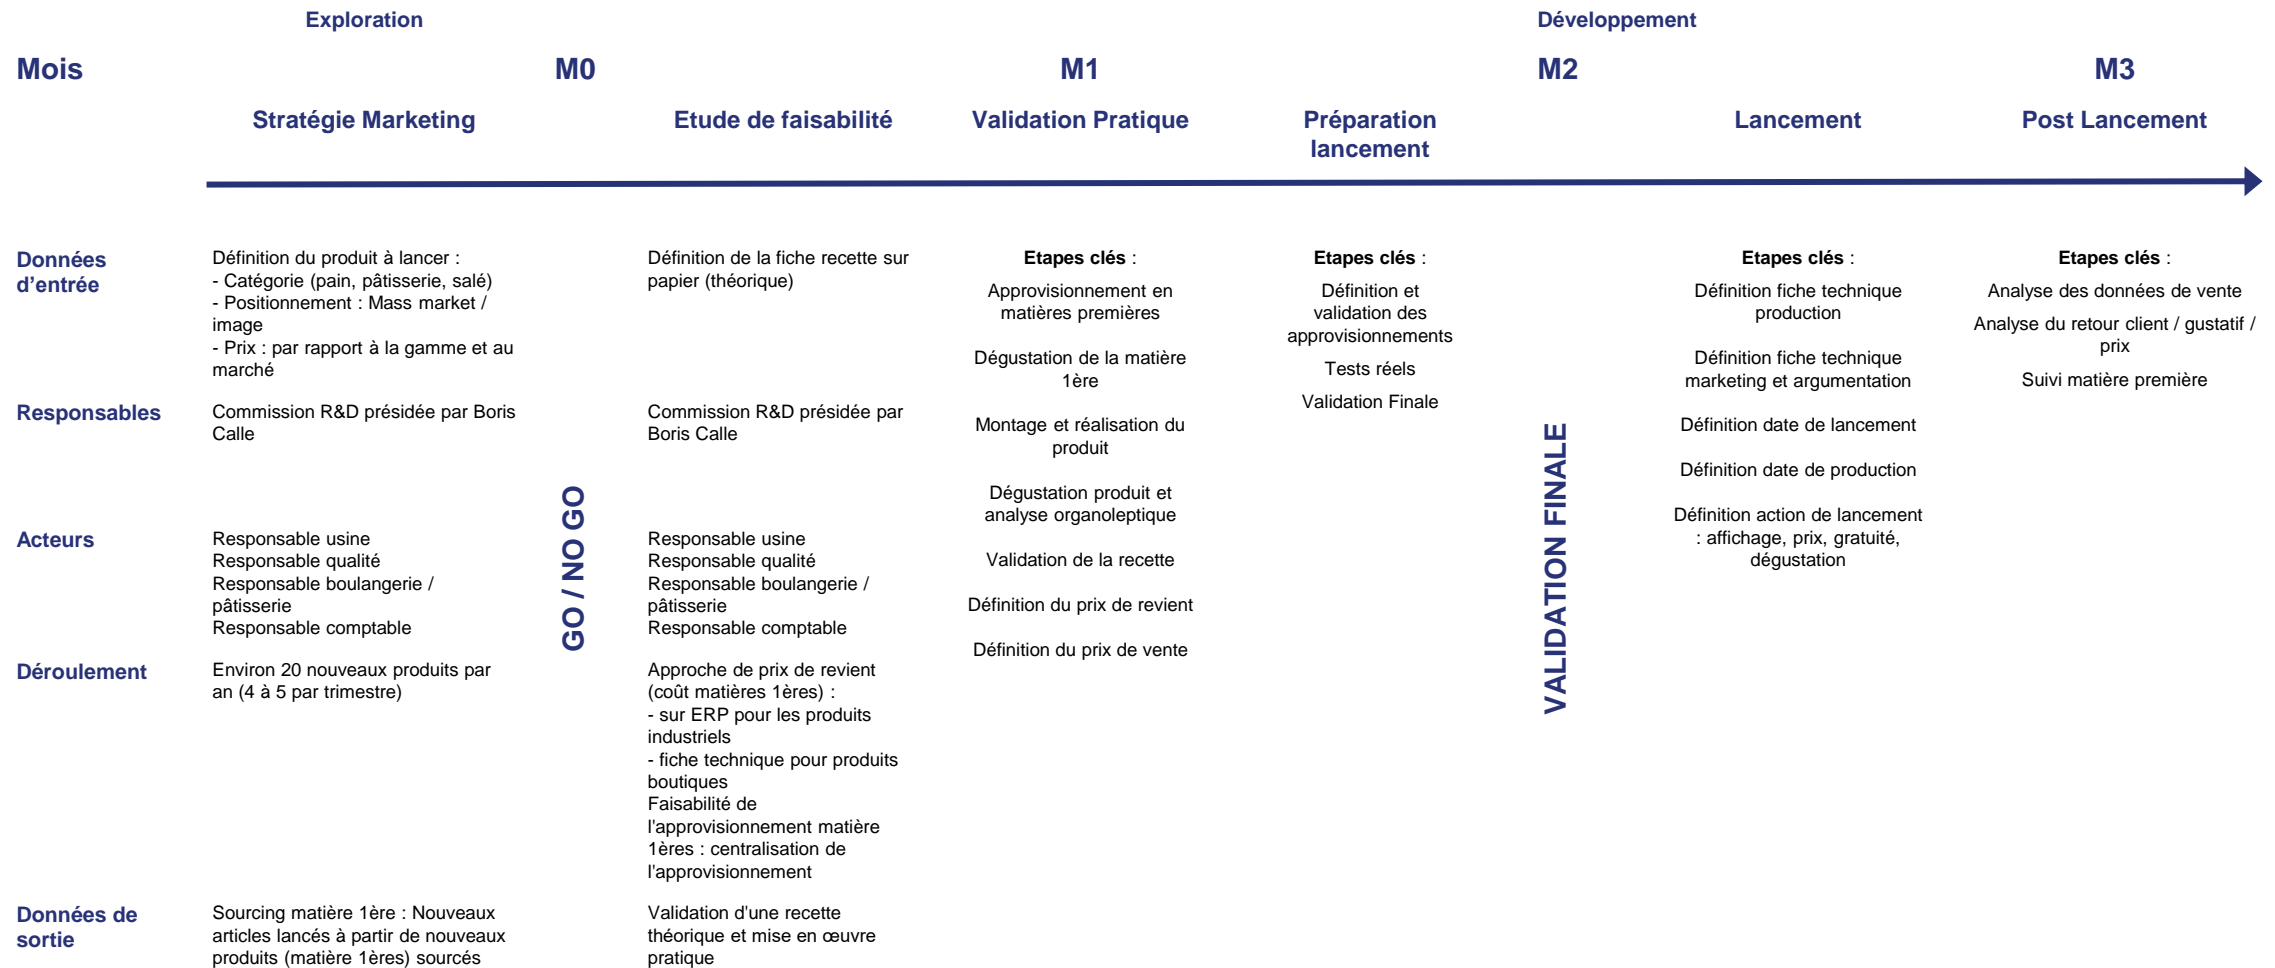 Exploration
Développement
Mois
M0
M1
M2
M3
Stratégie Marketing
Etude de faisabilité
Validation Pratique
Préparation
lancement
Lancement
Post Lancement
Données
d’entrée
Définition du produit à lancer :
- Catégorie (pain, pâtisserie, salé)
- Positionnement : Mass market /
image
- Prix : par rapport à la gamme et au
marché
Définition de la fiche recette sur
papier (théorique)
Responsables
Commission R&D présidée par Boris
Calle
Commission R&D présidée par
Boris Calle
Acteurs
Responsable usine
Responsable qualité
Responsable boulangerie /
pâtisserie
Responsable comptable
GO / NO GO
Responsable usine
Responsable qualité
Responsable boulangerie /
pâtisserie
Responsable comptable
Déroulement
Environ 20 nouveaux produits par
an (4 à 5 par trimestre)
Approche de prix de revient
(coût matières 1ères) :
- sur ERP pour les produits
industriels
- fiche technique pour produits
boutiques
Faisabilité de
l'approvisionnement matière
1ères : centralisation de
l'approvisionnement
Données de
sortie
Sourcing matière 1ère : Nouveaux
articles lancés à partir de nouveaux
produits (matière 1ères) sourcés
Validation d'une recette
théorique et mise en œuvre
pratique
Etapes clés :
Approvisionnement en
matières premières
Dégustation de la matière
1ère
Montage et réalisation du
produit
Dégustation produit et
analyse organoleptique
Validation de la recette
Définition du prix de revient
Définition du prix de vente
Etapes clés :
Définition et
validation des
approvisionnements
Tests réels
Validation Finale
VALIDATION FINALE
Etapes clés :
Définition fiche technique
production
Définition fiche technique
marketing et argumentation
Définition date de lancement
Définition date de production
Définition action de lancement
: affichage, prix, gratuité,
dégustation
Etapes clés :
Analyse des données de vente
Analyse du retour client / gustatif /
prix
Suivi matière première